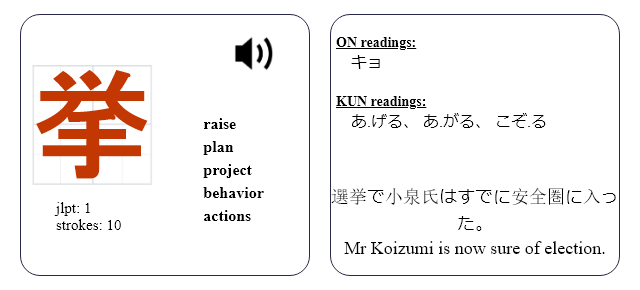 挙
raise
plan
project
behavior
actions
jlpt: 1
strokes: 10
ON readings:
キョ
KUN readings:
あ.げる、 あ.がる、 こぞ.る
選挙で小泉氏はすでに安全圏に入っ
た。
Mr Koizumi is now sure of election.